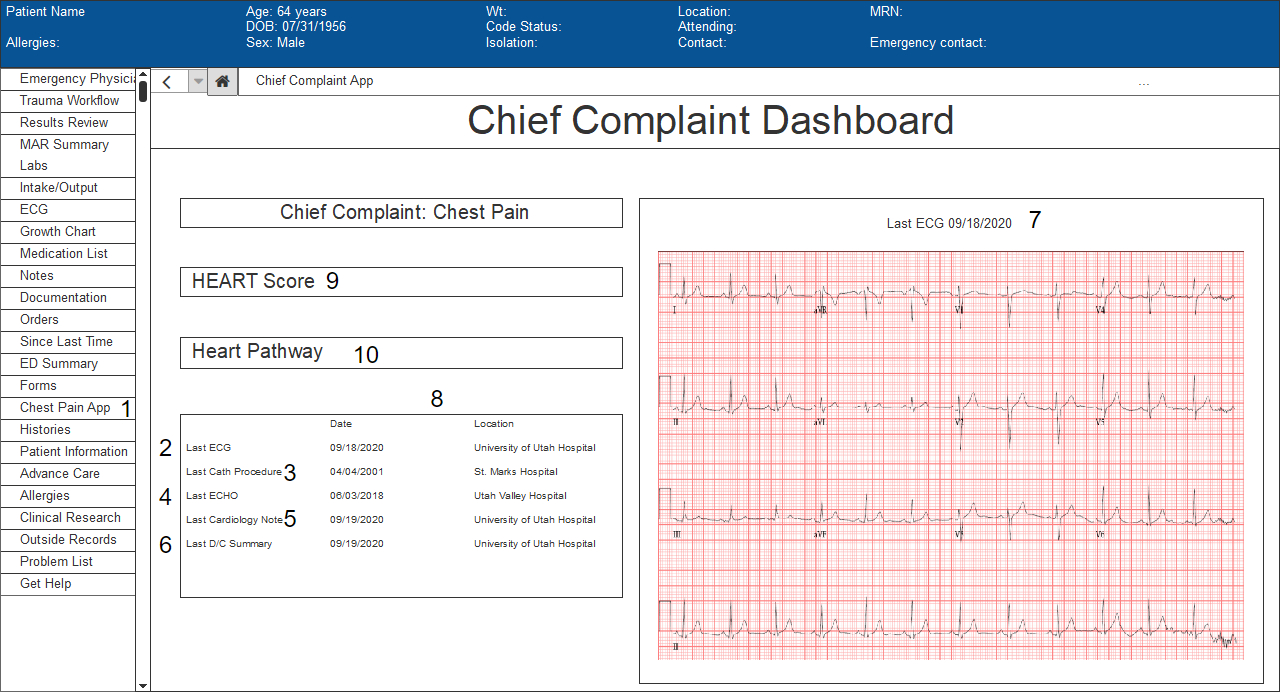 Patient Name
Age: 64 years
Wt:
Location:
MRN:
DOB: 07/31/1956
Code Status:
Attending:
Allergies:
Sex: Male
Isolation:
Contact:
Emergency contact:
Emergency Physicia
Trauma Workflow
Results Review
MAR Summary
Labs
Intake/Output
ECG
Growth Chart
Medication List
Notes
Documentation
Orders
Since Last Time
ED Summary
Forms
Chest Pain App 1
Histories
Patient Information
Advance Care
Allergies
Clinical Research
Outside Records
Problem List
Get Help
Chief Complaint App
...
Chief Complaint Dashboard
Chief Complaint: Chest Pain
HEART Score 9
Heart Pathway 10
8
Date Location
2 Last ECG 09/18/2020 University of Utah Hospital
Last Cath Procedure 3 04/04/2001 St. Marks Hospital
4 Last ECHO 06/03/2018 Utah Valley Hospital
Last Cardiology Note 5 09/19/2020 University of Utah Hospital
6 Last D/C Summary 09/19/2020 University of Utah Hospital
Last ECG 09/18/2020 7
I aVR V1 V4
II aVL V2 V5
III aVF V6
II